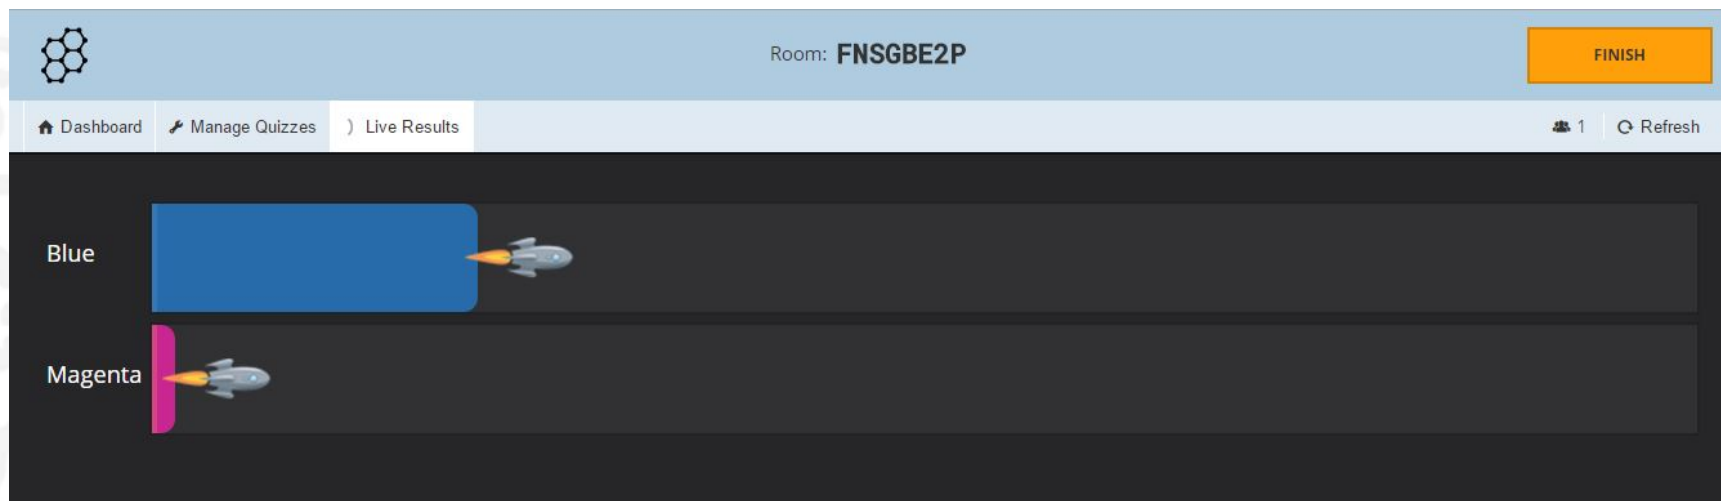 Room: FNSGBE2P
FINISH
Dashboard Manage Quizzes Live Results 1 Refresh
Blue
Magenta